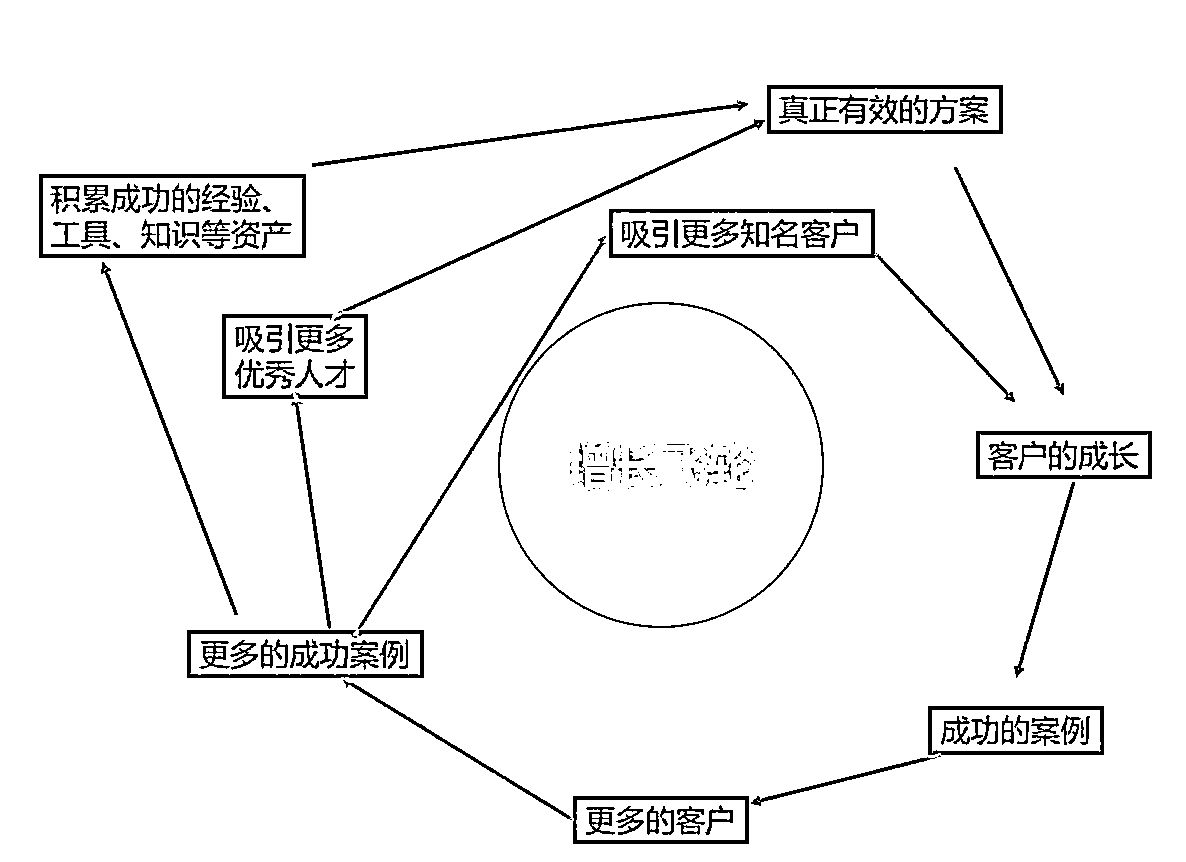 真正有效的方案
积累成功的经验、
工具、知识等资产
吸引更多知名客户
吸引更多
优秀人才
增长飞轮
客户的成长
更多的成功案例
成功的案例
更多的客户